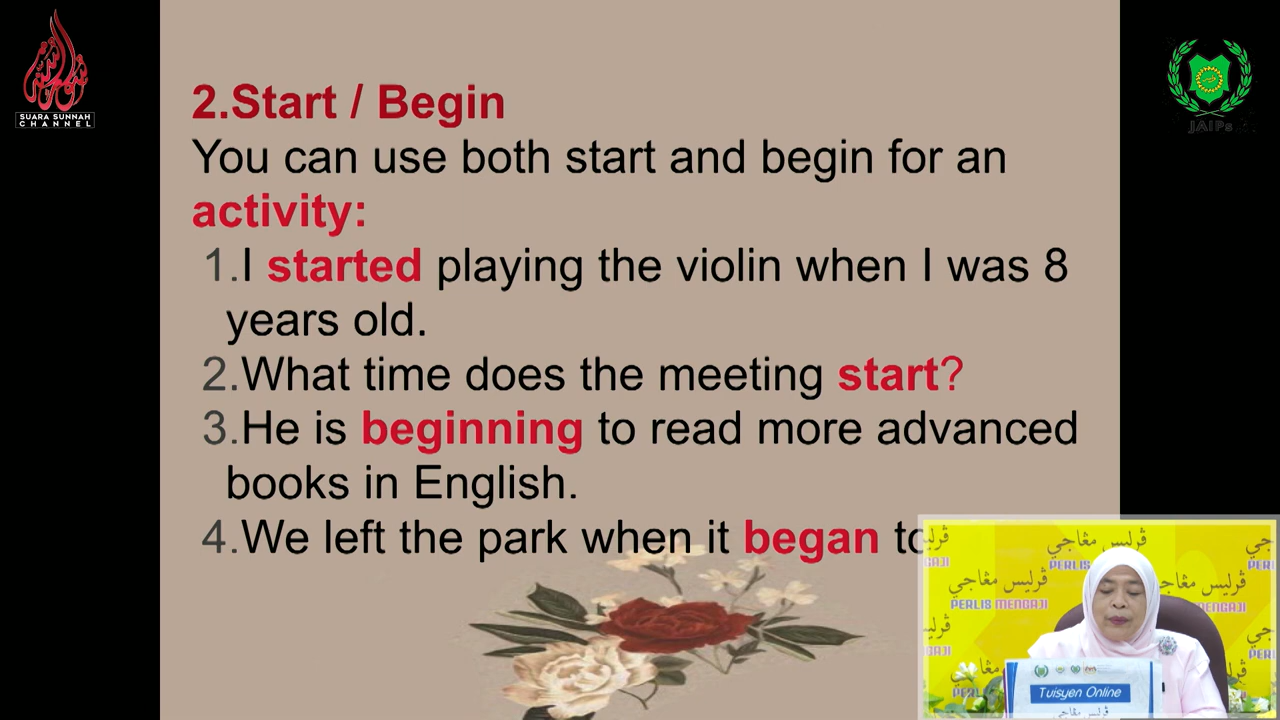 SUARA SUNNAH
CHANNEL
JAIPs
2.Start / Begin
You can use both start and begin for an
activity:
1.I started playing the violin when I was 8
years old.
2.What time does the meeting start?
3.He is beginning to read more advanced
books in English.
4.We left the park when it began to
ڤرليس مڠاجي
PERLIS MENGAJI
Tuisyen Online
ڤرليس مڠاجي